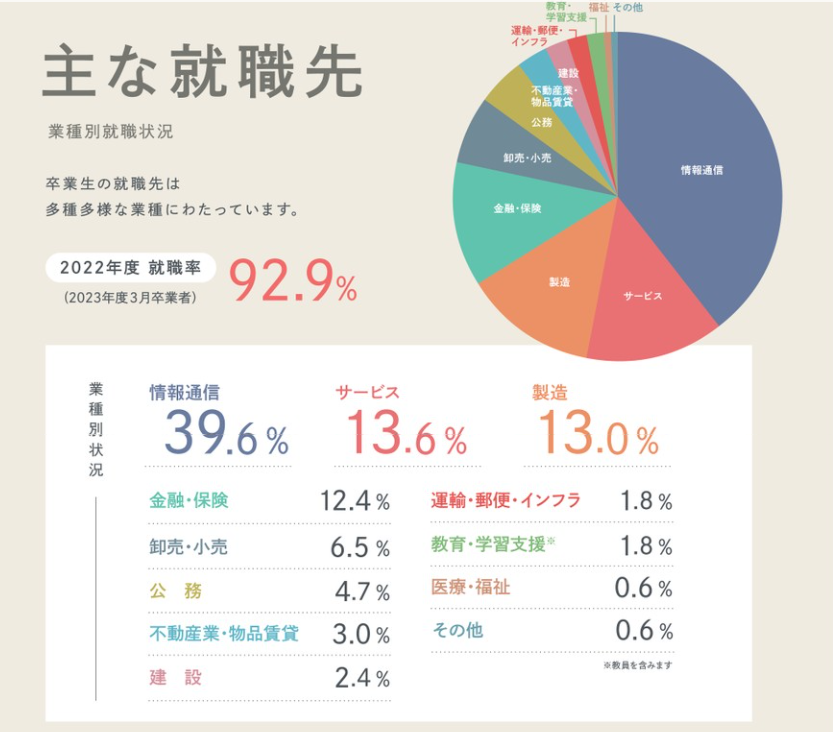 主な就職先
業種別就職状況
卒業生の就職先は
多種多様な業種にわたっています。
2022年度 就職率
(2023年度3月卒業者)
92.9%
教育・
学習支援
福祉
その他
運輸・郵便・
インフラ
建設
不動産業・
物品賃貸
公務
卸売・小売
金融・保険
製造
サービス
情報通信
業種別状況
情報通信
39.6%
サービス
13.6%
製造
13.0%
金融・保険 12.4%
卸売・小売 6.5%
公 務 4.7%
不動産業・物品賃貸 3.0%
建 設 2.4%
運輸・郵便・インフラ 1.8%
教育・学習支援※ 1.8%
医療・福祉 0.6%
その他 0.6%
※教員を含みます